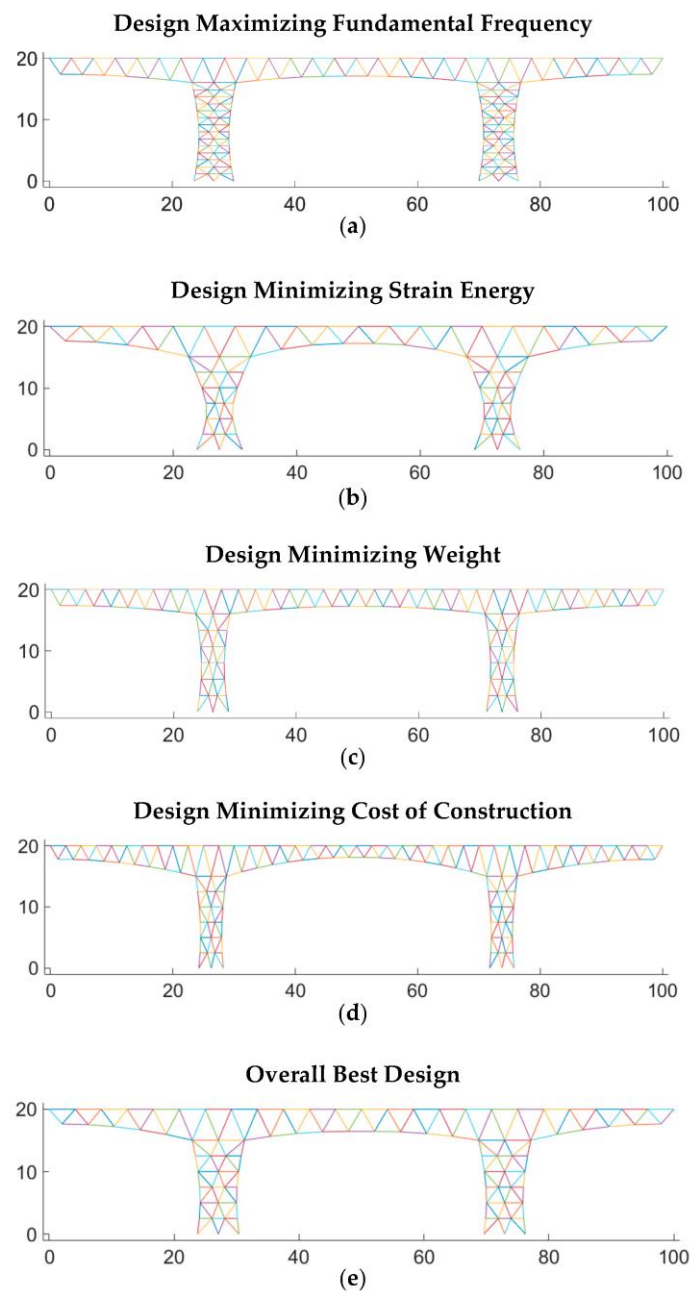 Design Maximizing Fundamental Frequency
20
10
0
0 20 40 60 80 100
(a)
Design Minimizing Strain Energy
20
10
0
0 20 40 60 80 100
(b)
Design Minimizing Weight
20
10
0
0 20 40 60 80 100
(c)
Design Minimizing Cost of Construction
20
10
0
0 20 40 60 80 100
(d)
Overall Best Design
20
10
0
0 20 40 60 80 100
(e)